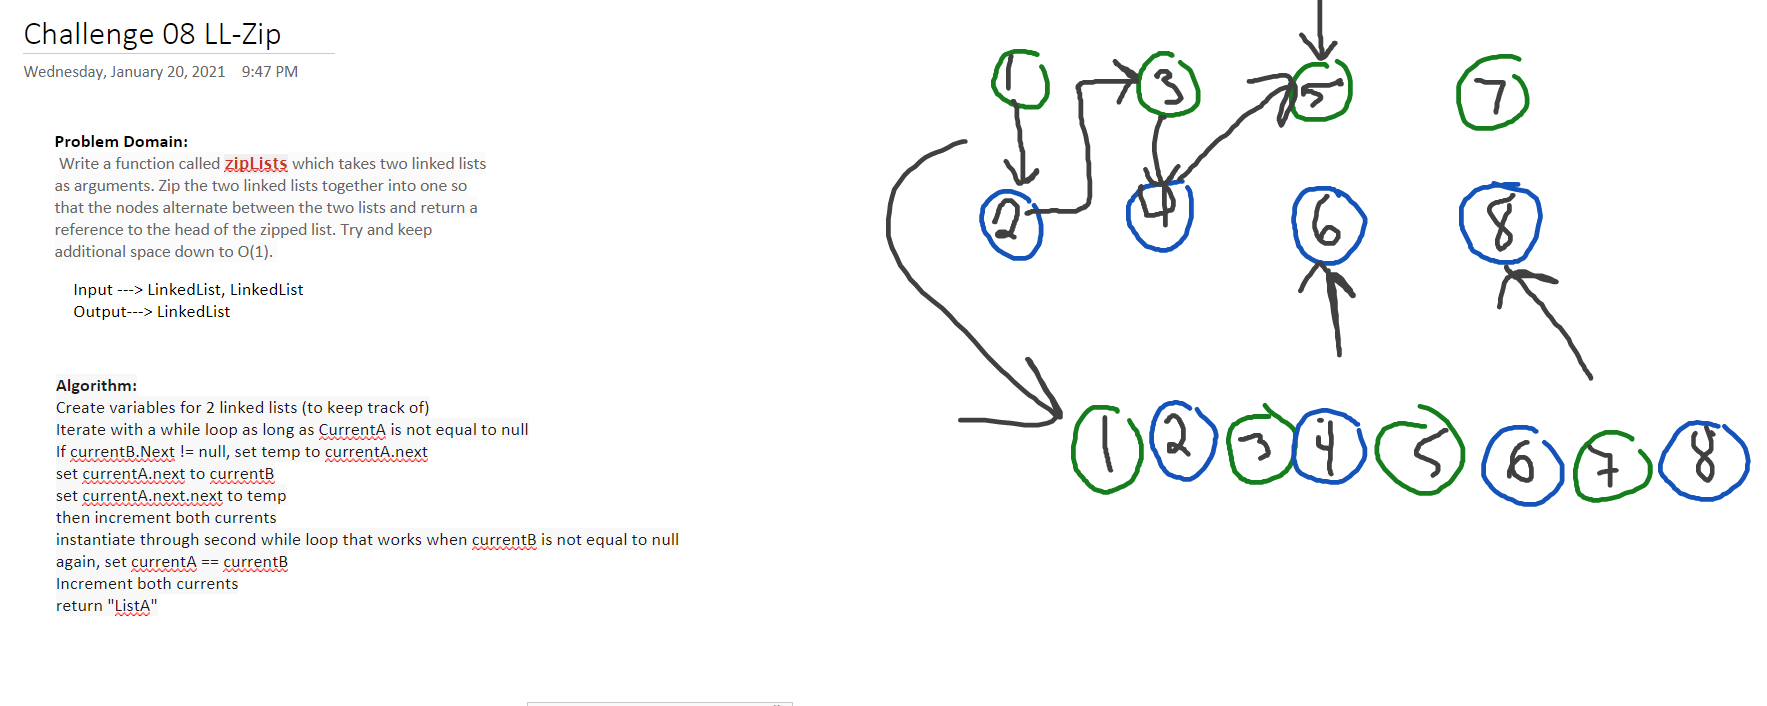 Challenge 08 LL-Zip
Wednesday, January 20, 2021 9:47 PM
Problem Domain:
Write a function called zipLists which takes two linked lists
as arguments. Zip the two linked lists together into one so
that the nodes alternate between the two lists and return a
reference to the head of the zipped list. Try and keep
additional space down to O(1).
Input ---> LinkedList, LinkedList
Output---> LinkedList
Algorithm:
Create variables for 2 linked lists (to keep track of)
Iterate with a while loop as long as CurrentA is not equal to null
If currentB.Next != null, set temp to currentA.next
set currentA.next to currentB
set currentA.next.next to temp
then increment both currents
instantiate through second while loop that works when currentB is not equal to null
again, set currentA == currentB
Increment both currents
return "ListA"
1 3 5 7
2 4 6 8
1 2 3 4 5 6 7 8